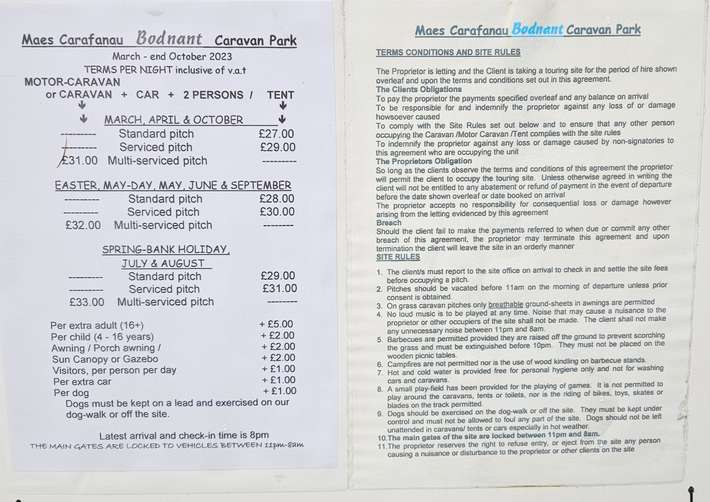 Maes Carafanau Bodnant Caravan Park
March - end October 2023
TERMS PER NIGHT inclusive of v.a.t
MOTOR-CARAVAN
or CARAVAN + CAR + 2 PERSONS / TENT
MARCH, APRIL & OCTOBER
--------- Standard pitch £27.00
--------- Serviced pitch £29.00
£31.00 Multi-serviced pitch ---------
EASTER, MAY-DAY, MAY, JUNE & SEPTEMBER
--------- Standard pitch £28.00
--------- Serviced pitch £30.00
£32.00 Multi-serviced pitch --------
SPRING-BANK HOLIDAY,
JULY & AUGUST
--------- Standard pitch £29.00
--------- Serviced pitch £31.00
£33.00 Multi-serviced pitch --------
Per extra adult (16+) + £5.00
Per child (4 - 16 years) + £2.00
Awning / Porch awning / + £2.00
Sun Canopy or Gazebo + £2.00
Visitors, per person per day + £1.00
Per extra car + £1.00
Per dog + £1.00
Dogs must be kept on a lead and exercised on our
dog-walk or off the site.
Latest arrival and check-in time is 8pm
THE MAIN GATES ARE LOCKED TO VEHICLES BETWEEN 11pm-8am
Maes Carafanau Bodnant Caravan Park
TERMS CONDITIONS AND SITE RULES
The Proprietor is letting and the Client is taking a touring site for the period of hire shown
overleaf and upon the terms and conditions set out in this agreement.
The Clients Obligations
To pay the proprietor the payments specified overleaf and any balance on arrival
To be responsible for and indemnify the proprietor against any loss of or damage
howsoever caused
To comply with the Site Rules set out below and to ensure that any other person
occupying the Caravan /Motor Caravan /Tent complies with the site rules
To indemnify the proprietor against any loss or damage caused by non-signatories to
this agreement who are occupying the unit
The Proprietors Obligation
So long as the clients observe the terms and conditions of this agreement the proprietor
will permit the client to occupy the touring site. Unless otherwise agreed in writing the
client will not be entitled to any abatement or refund of payment in the event of departure
before the date shown overleaf or date booked on arrival
The proprietor accepts no responsibility for consequential loss or damage however
arising from the letting evidenced by this agreement
Breach
Should the client fail to make the payments referred to when due or commit any other
breach of this agreement, the proprietor may terminate this agreement and upon
termination the client will leave the site in an orderly manner
SITE RULES
1. The client/s must report to the site office on arrival to check in and settle the site fees
before occupying a pitch.
2. Pitches should be vacated before 11am on the morning of departure unless prior
consent is obtained.
3. On grass caravan pitches only breathable ground-sheets in awnings are permitted
4. No loud music is to be played at any time. Noise that may cause a nuisance to the
proprietor or other occupiers of the site shall not be made. The client shall not make
any unnecessary noise between 11pm and 8am.
5. Barbecues are permitted provided they are raised off the ground to prevent scorching
the grass and must be extinguished before 10pm. They must not be placed on the
wooden picnic tables.
6. Campfires are not permitted nor is the use of wood kindling on barbecue stands.
7. Hot and cold water is provided free for personal hygiene only and not for washing
cars and caravans.
8. A small play-field has been provided for the playing of games. It is not permitted to
play around the caravans, tents or toilets, nor is the riding of bikes, toys, skates or
blades on the track permitted.
9. Dogs should be exercised on the dog-walk or off the site. They must be kept under
control and must not be allowed to foul any part of the site. Dogs should not be left
unattended in caravans/ tents or cars especially in hot weather.
10.The main gates of the site are locked between 11pm and 8am.
11.The proprietor reserves the right to refuse entry, or eject from the site any person
causing a nuisance or disturbance to the proprietor or other clients on the site